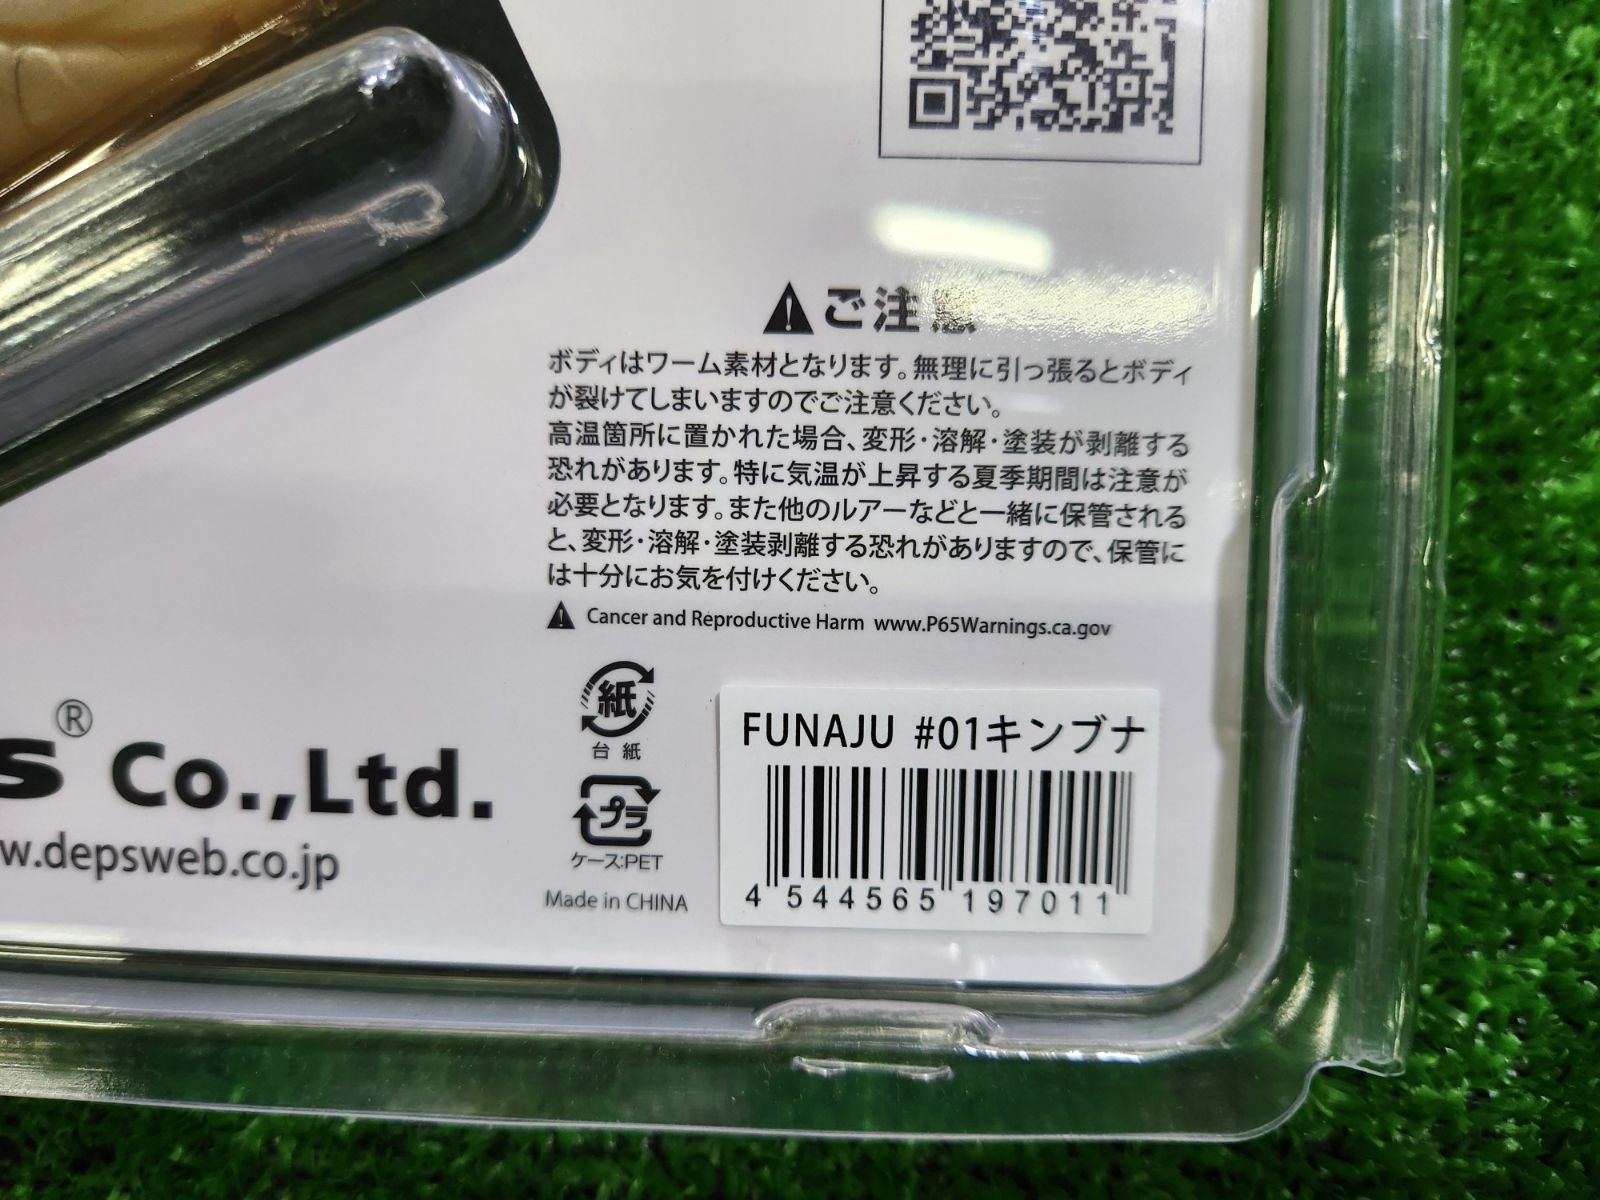 ご注意
ボディはワーム素材となります。無理に引っ張るとボディ
が裂けてしまいますのでご注意ください。
高温箇所に置かれた場合、変形・溶解・塗装が剥離する
恐れがあります。特に気温が上昇する夏季期間は注意が
必要となります。また他のルアーなどと一緒に保管される
と、変形・溶解・塗装剥離する恐れがありますので、保管に
は十分にお気を付けください。
Cancer and Reproductive Harm www.P65Warnings.ca.gov
紙
台紙
プラ
ケース:PET
Made in CHINA
S® Co.,Ltd.
w.depsweb.co.jp
FUNAJU #01キンブナ
4 544565 197011